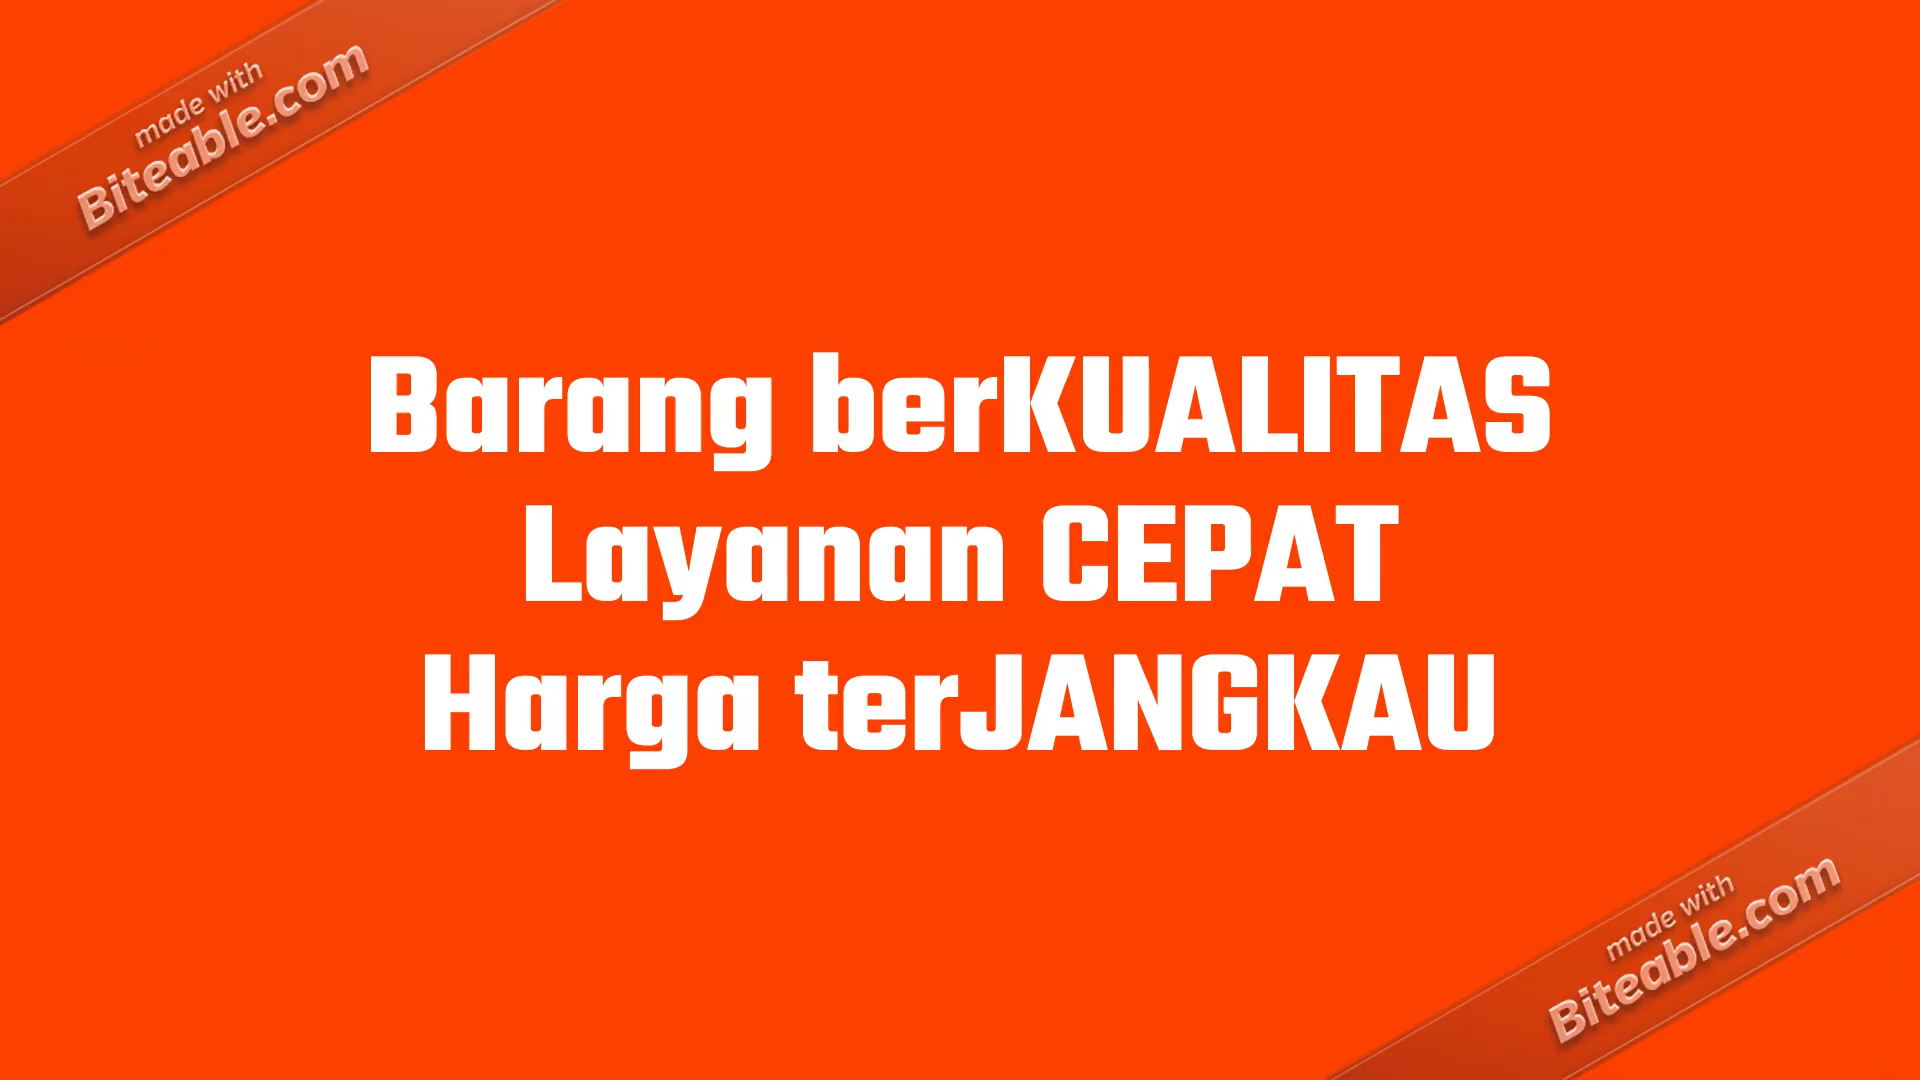 made with
Biteable.com
Barang berKUALITAS
Layanan CEPAT
Harga terJANGKAU
made with
Biteable.com